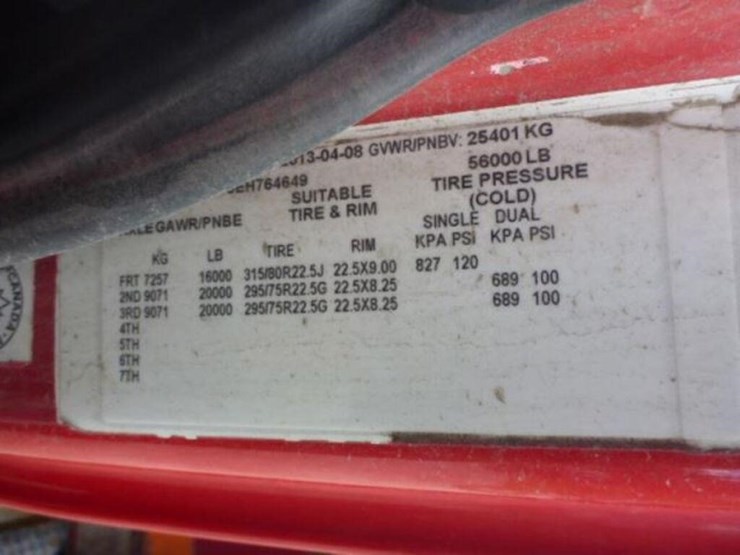 2013-04-08 GVWR/PNBV: 25401 KG
56000 LB
EH764649
SUITABLE TIRE PRESSURE
GAWR/PNBE TIRE & RIM (COLD)
SINGLE DUAL
KG LB TIRE RIM KPA PSI KPA PSI
FRT 7257 16000 315/80R22.5J 22.5X9.00 827 120
2ND 9071 20000 295/75R22.5G 22.5X8.25 689 100
3RD 9071 20000 295/75R22.5G 22.5X8.25 689 100
4TH
5TH
6TH
7TH
CANADA